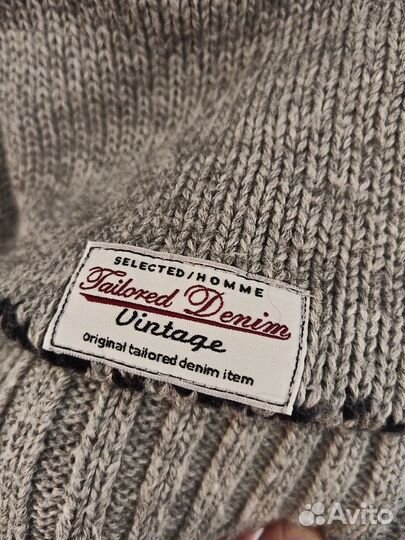 SELECTED/HOMME
Tailored Denim
Vintage
Original tailored denim item
Avito